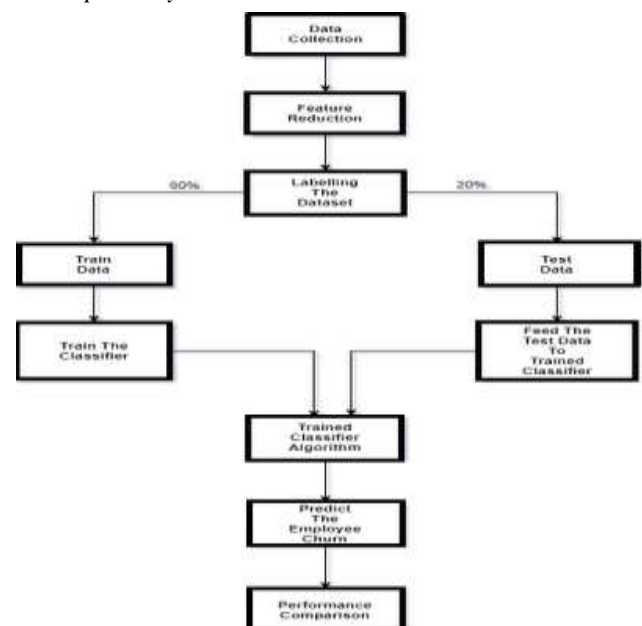 Data
Collection
Feature
Reduction
Labelling
The
Dataset
20%
Train
Data
Test
Data
Train The
Classifier
Feed The
Test Data
To
Trained
Classifier
Trained
Classifier
Algorithm
Predict
The
Employee
Churn
Performance
Comparison